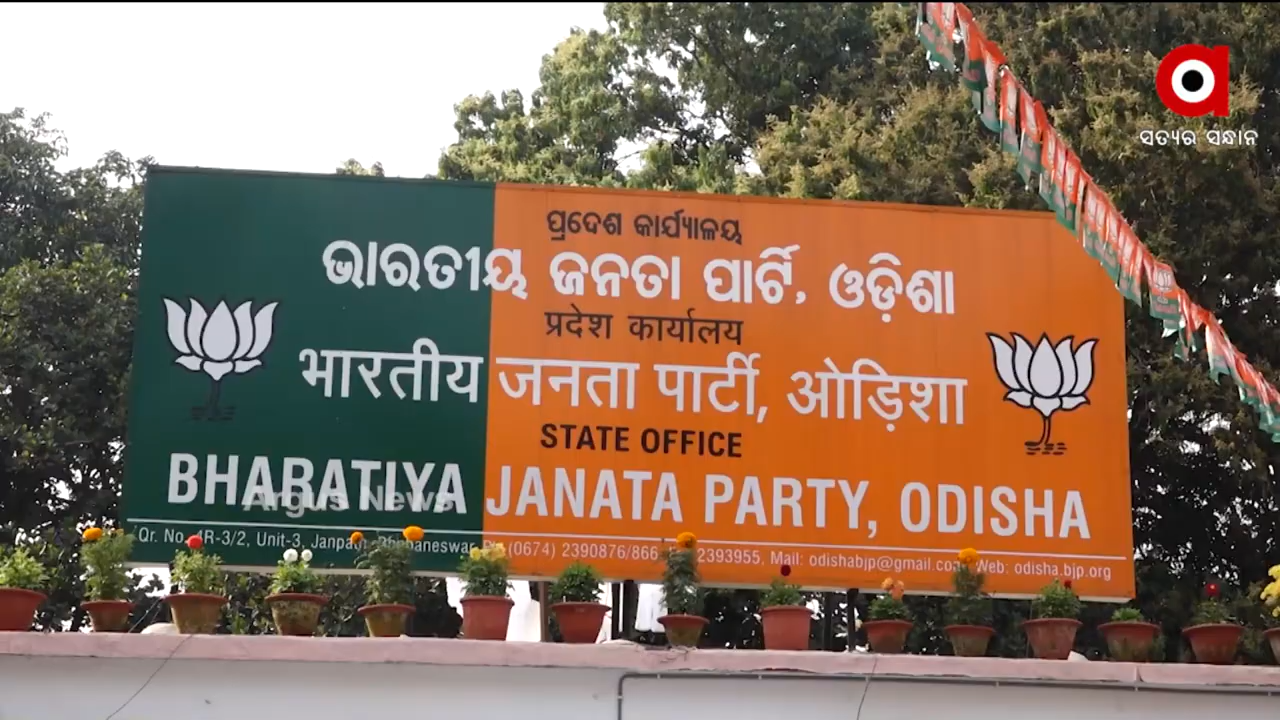 ସତ୍ୟର ସନ୍ଧାନ
ପ୍ରଦେଶ କାର୍ଯ୍ୟାଳୟ
ଭାରତୀୟ ଜନତା ପାର୍ଟି, ଓଡ଼ିଶା
प्रदेश कार्यालय
भारतीय जनता पार्टी, ओड़िशा
STATE OFFICE
BHARATIYA JANATA PARTY, ODISHA
Argus News
Qr. No. 4R-3/2, Unit-3, Janpath, Bhubaneswar (0674) 2390876/866 2393955, Mail: odishabjp@gmail.com Web: odisha.bjp.org